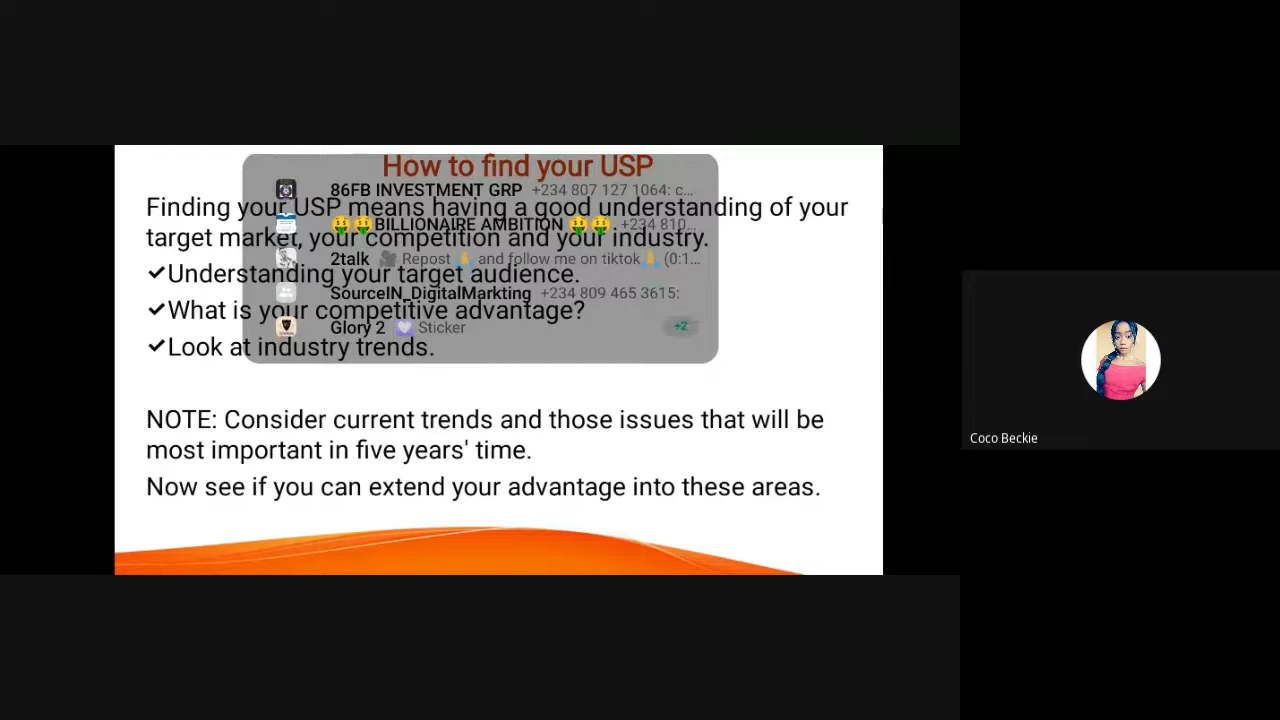 How to find your USP
86FB INVESTMENT GRP +234 807 127 1064: c...
Finding your USP means having a good understanding of your
🤑🤑BILLIONAIRE AMBITION 🤑🤑. +234 810...
target market, your competition and your industry.
2talk 🎥 Repost🙏 and follow me on tiktok🙏 (0:1...
✔Understanding your target audience.
SourceIN_DigitalMarkting +234 809 465 3615:
✔What is your competitive advantage?
Glory 2 💟 Sticker +2
✔Look at industry trends.
NOTE: Consider current trends and those issues that will be
most important in five years' time.
Now see if you can extend your advantage into these areas.
Coco Beckie